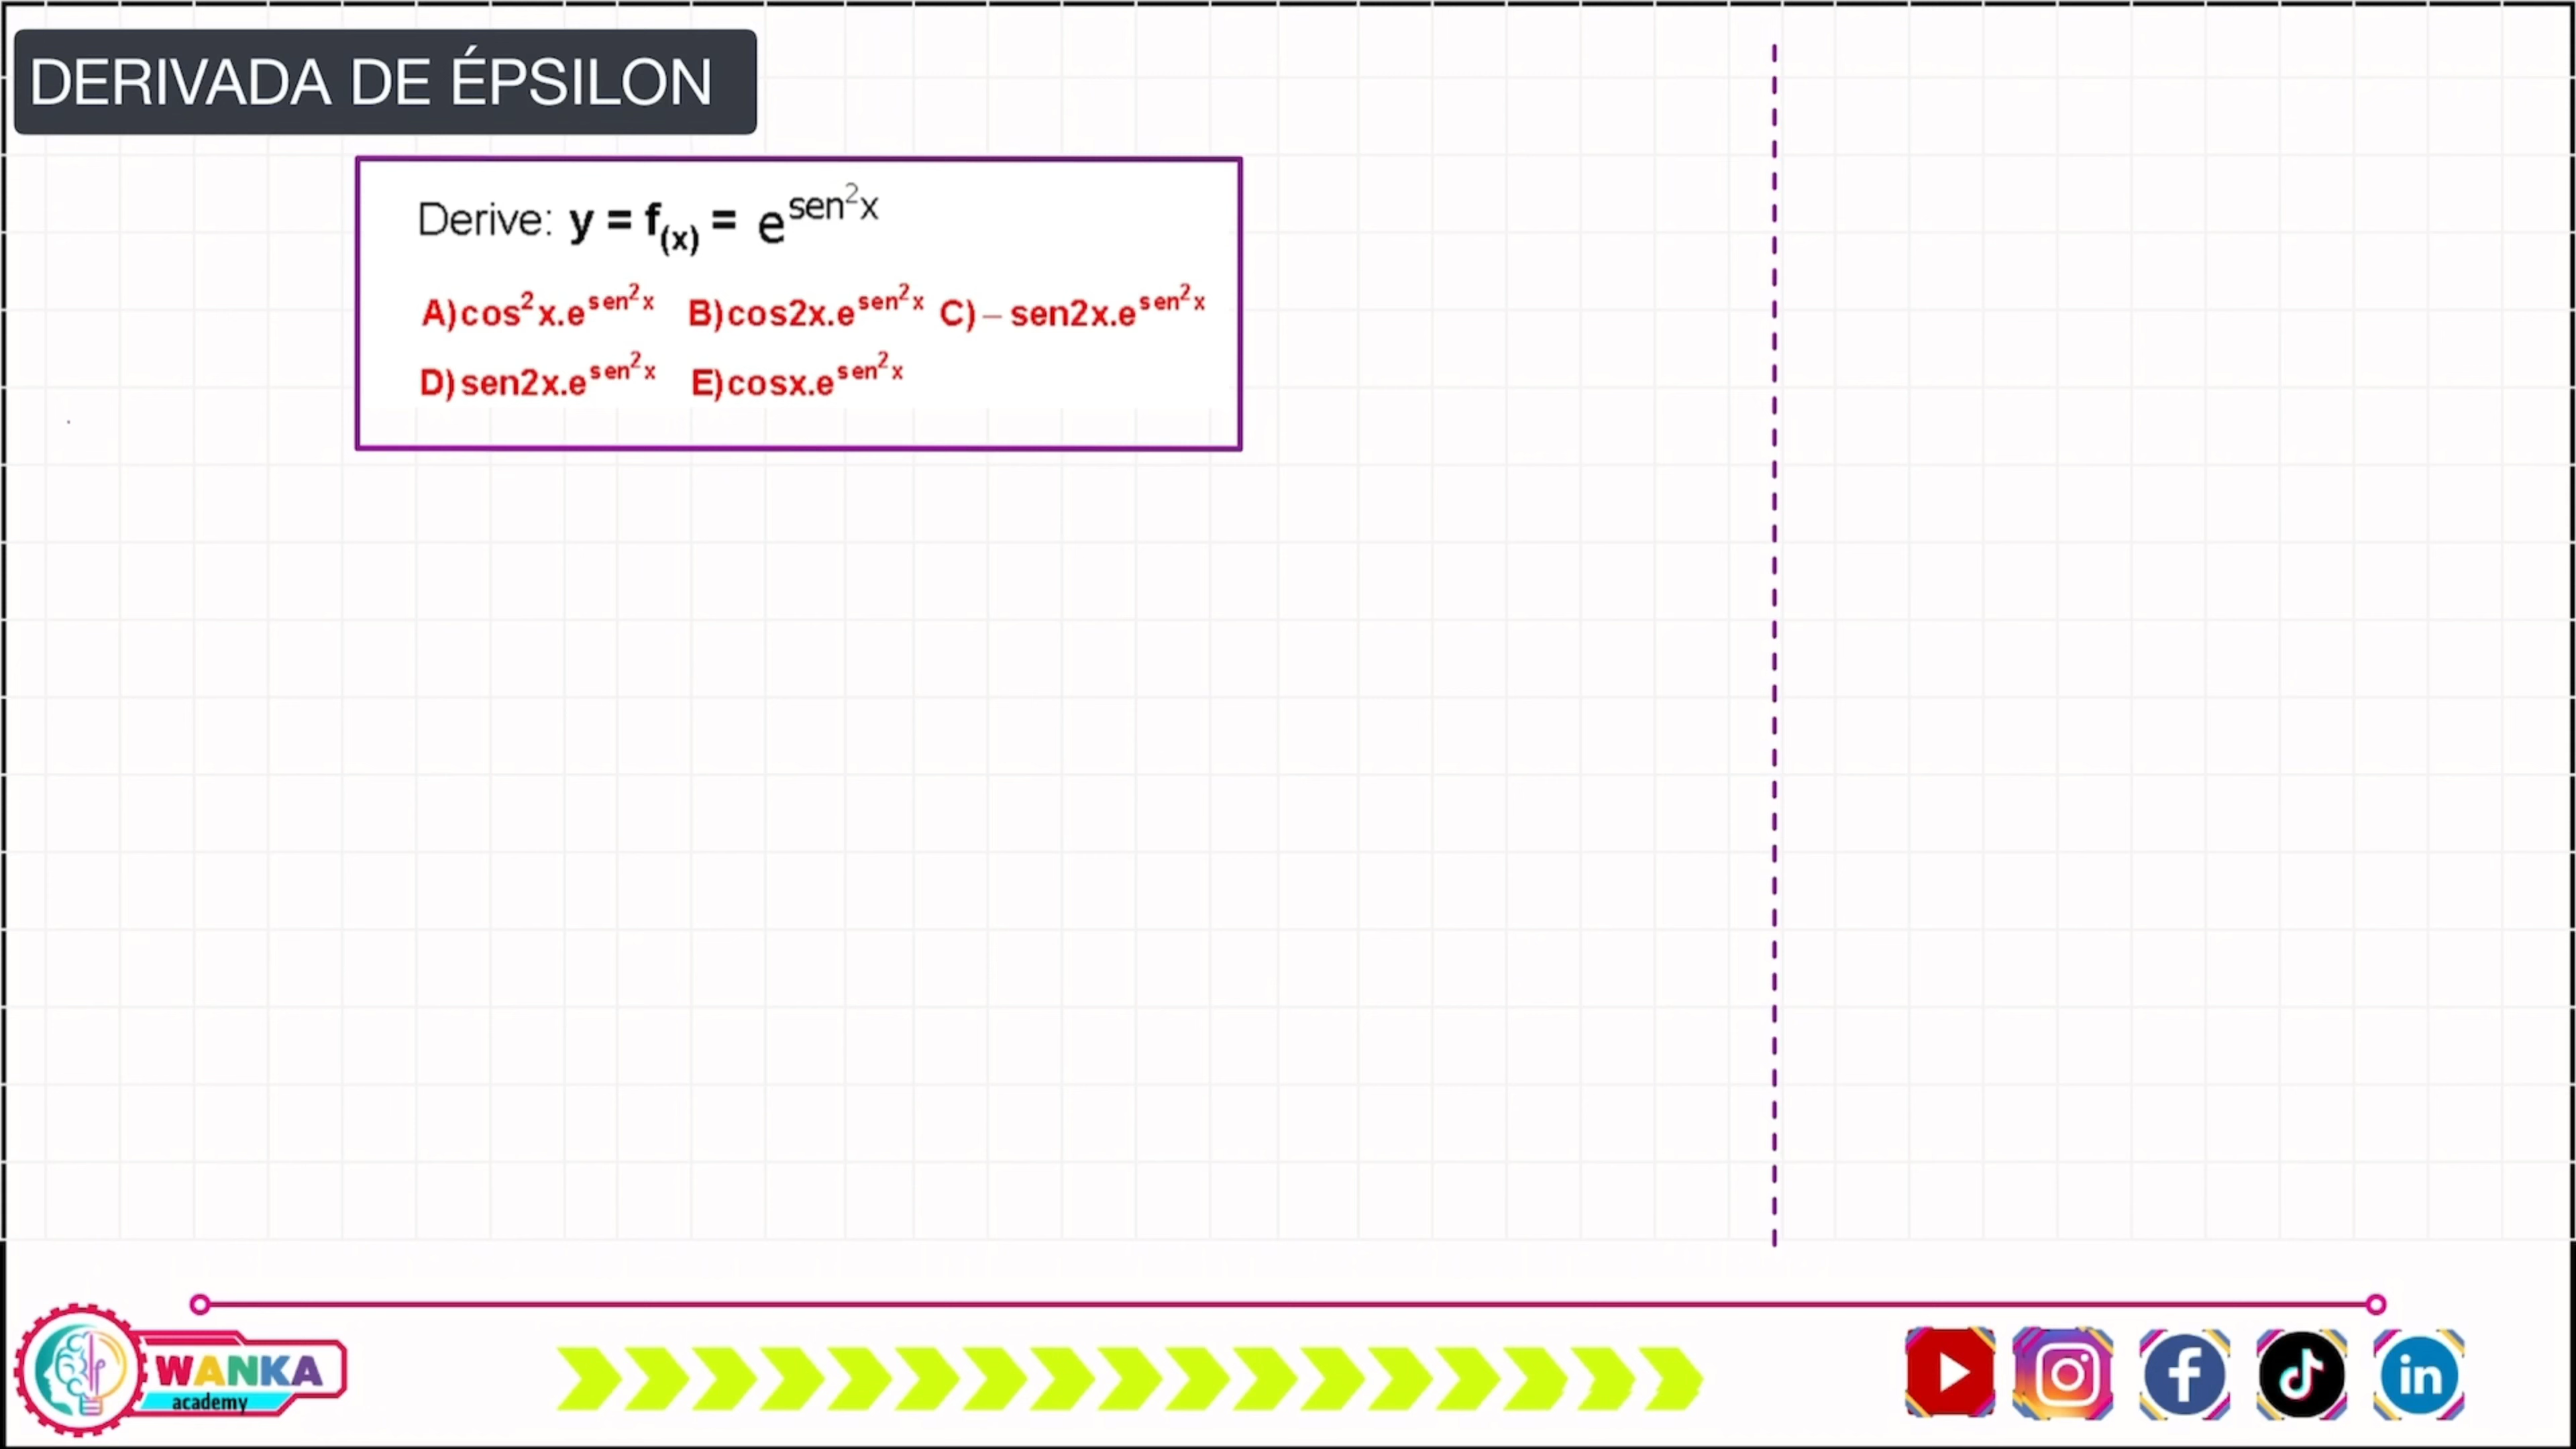 DERIVADA DE ÉPSILON
Derive: y = f(x) = e^sen²x
A)cos²x.e^sen²x B)cos2x.e^sen²x C)– sen2x.e^sen²x
D)sen2x.e^sen²x E)cosx.e^sen²x
WANKA
academy